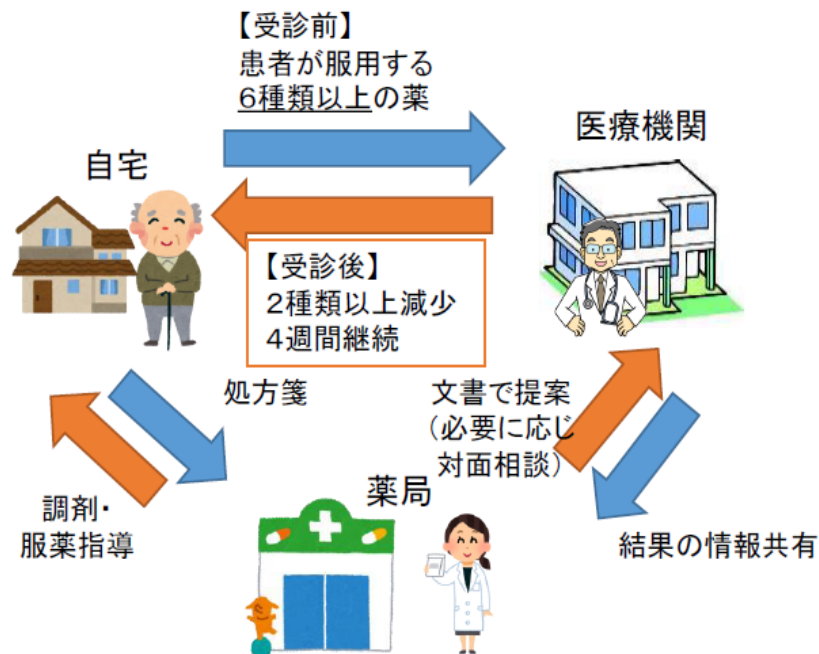 【受診前】
患者が服用する
6種類以上の薬
医療機関
自宅
【受診後】
2種類以上減少
4週間継続
処方箋
文書で提案
（必要に応じ
対面相談）
薬局
調剤・
服薬指導
結果の情報共有